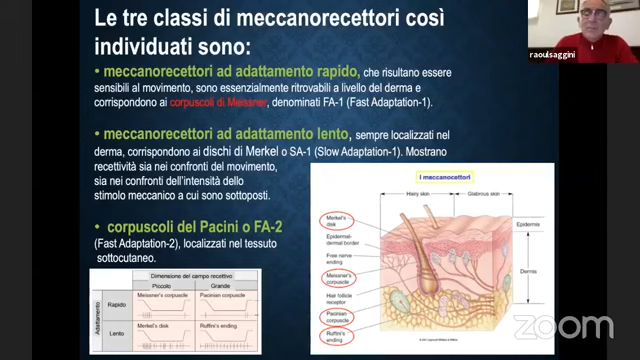 Le tre classi di meccanorecettori così
individuati sono:
raoulsaggini
• meccanorecettori ad adattamento rapido, che risultano essere
sensibili al movimento, sono essenzialmente ritrovabili a livello del derma e
corrispondono ai corpuscoli di Meissner, denominati FA-1 (Fast Adaptation-1).
• meccanorecettori ad adattamento lento, sempre localizzati nel
derma, corrispondono ai dischi di Merkel o SA-1 (Slow Adaptation-1). Mostrano
recettività sia nei confronti del movimento,
sia nei confronti dell'intensità dello
stimolo meccanico a cui sono sottoposti.
• corpuscoli del Pacini o FA-2
(Fast Adaptation-2), localizzati nel tessuto
sottocutaneo.
Dimensione del campo recettivo
Piccolo Grande
Adattamento
Rapido
Meissner's corpuscle Pacinian corpuscle
Lento
Merkel's disk Ruffini's ending
I meccanocettori
Hairy skin Glabrous skin
Merkel's
disk
Epidermal-
dermal border
Free nerve
ending
Meissner's
corpuscle
Hair follicle
receptor
Pacinian
corpuscle
Ruffini's
ending
Epidermis
Dermis
zoom